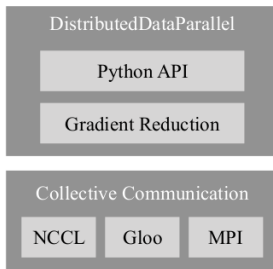 DistributedDataParallel
Python API
Gradient Reduction
Collective Communication
NCCL Gloo MPI